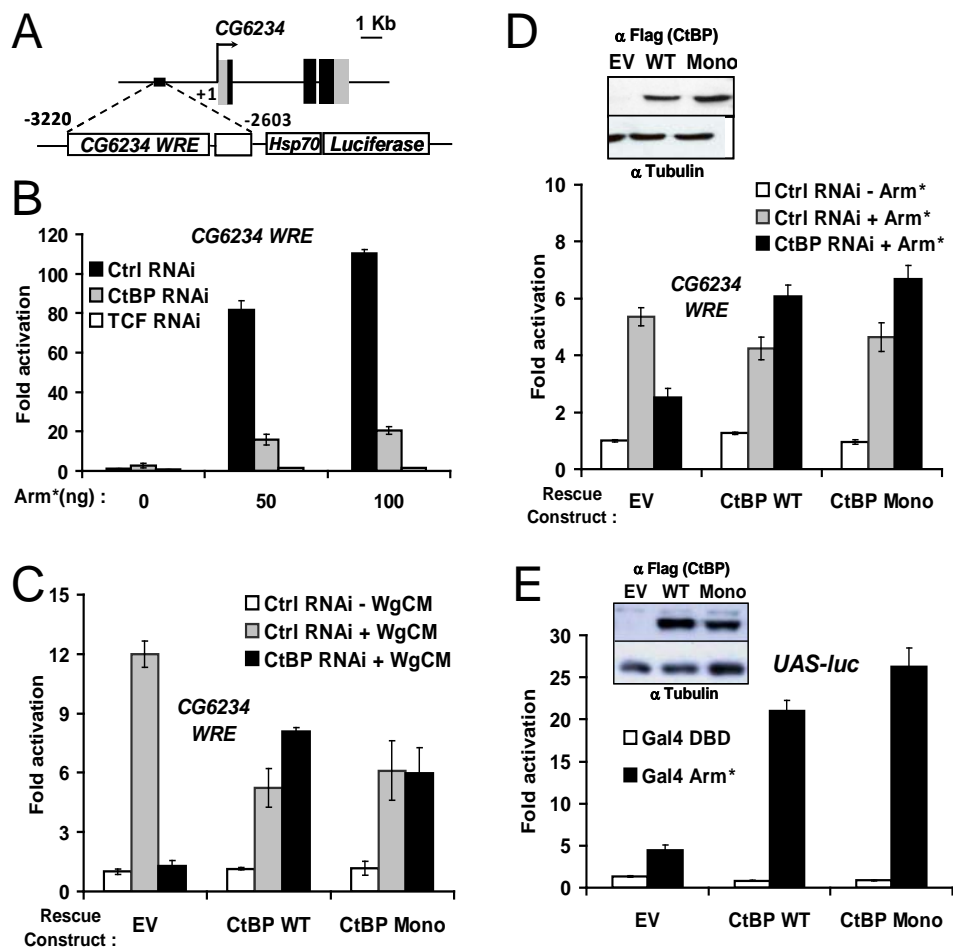 A
CG6234
1 Kb
+1
-3220
-2603
CG6234 WRE
Hsp70
Luciferase
B
CG6234 WRE
Ctrl RNAi
CtBP RNAi
TCF RNAi
Fold activation
120
100
80
60
40
20
0
Arm*(ng) :
0
50
100
C
Ctrl RNAi - WgCM
Ctrl RNAi + WgCM
CtBP RNAi + WgCM
CG6234
WRE
Fold activation
15
12
9
6
3
0
Rescue
Construct :
EV
CtBP WT
CtBP Mono
D
α Flag (CtBP)
EV WT Mono
α Tubulin
Ctrl RNAi - Arm*
Ctrl RNAi + Arm*
CtBP RNAi + Arm*
CG6234
WRE
Fold activation
10
8
6
4
2
0
Rescue
Construct :
EV
CtBP WT
CtBP Mono
E
α Flag (CtBP)
EV WT Mono
α Tubulin
UAS-luc
Gal4 DBD
Gal4 Arm*
Fold activation
30
25
20
15
10
5
0
EV
CtBP WT
CtBP Mono